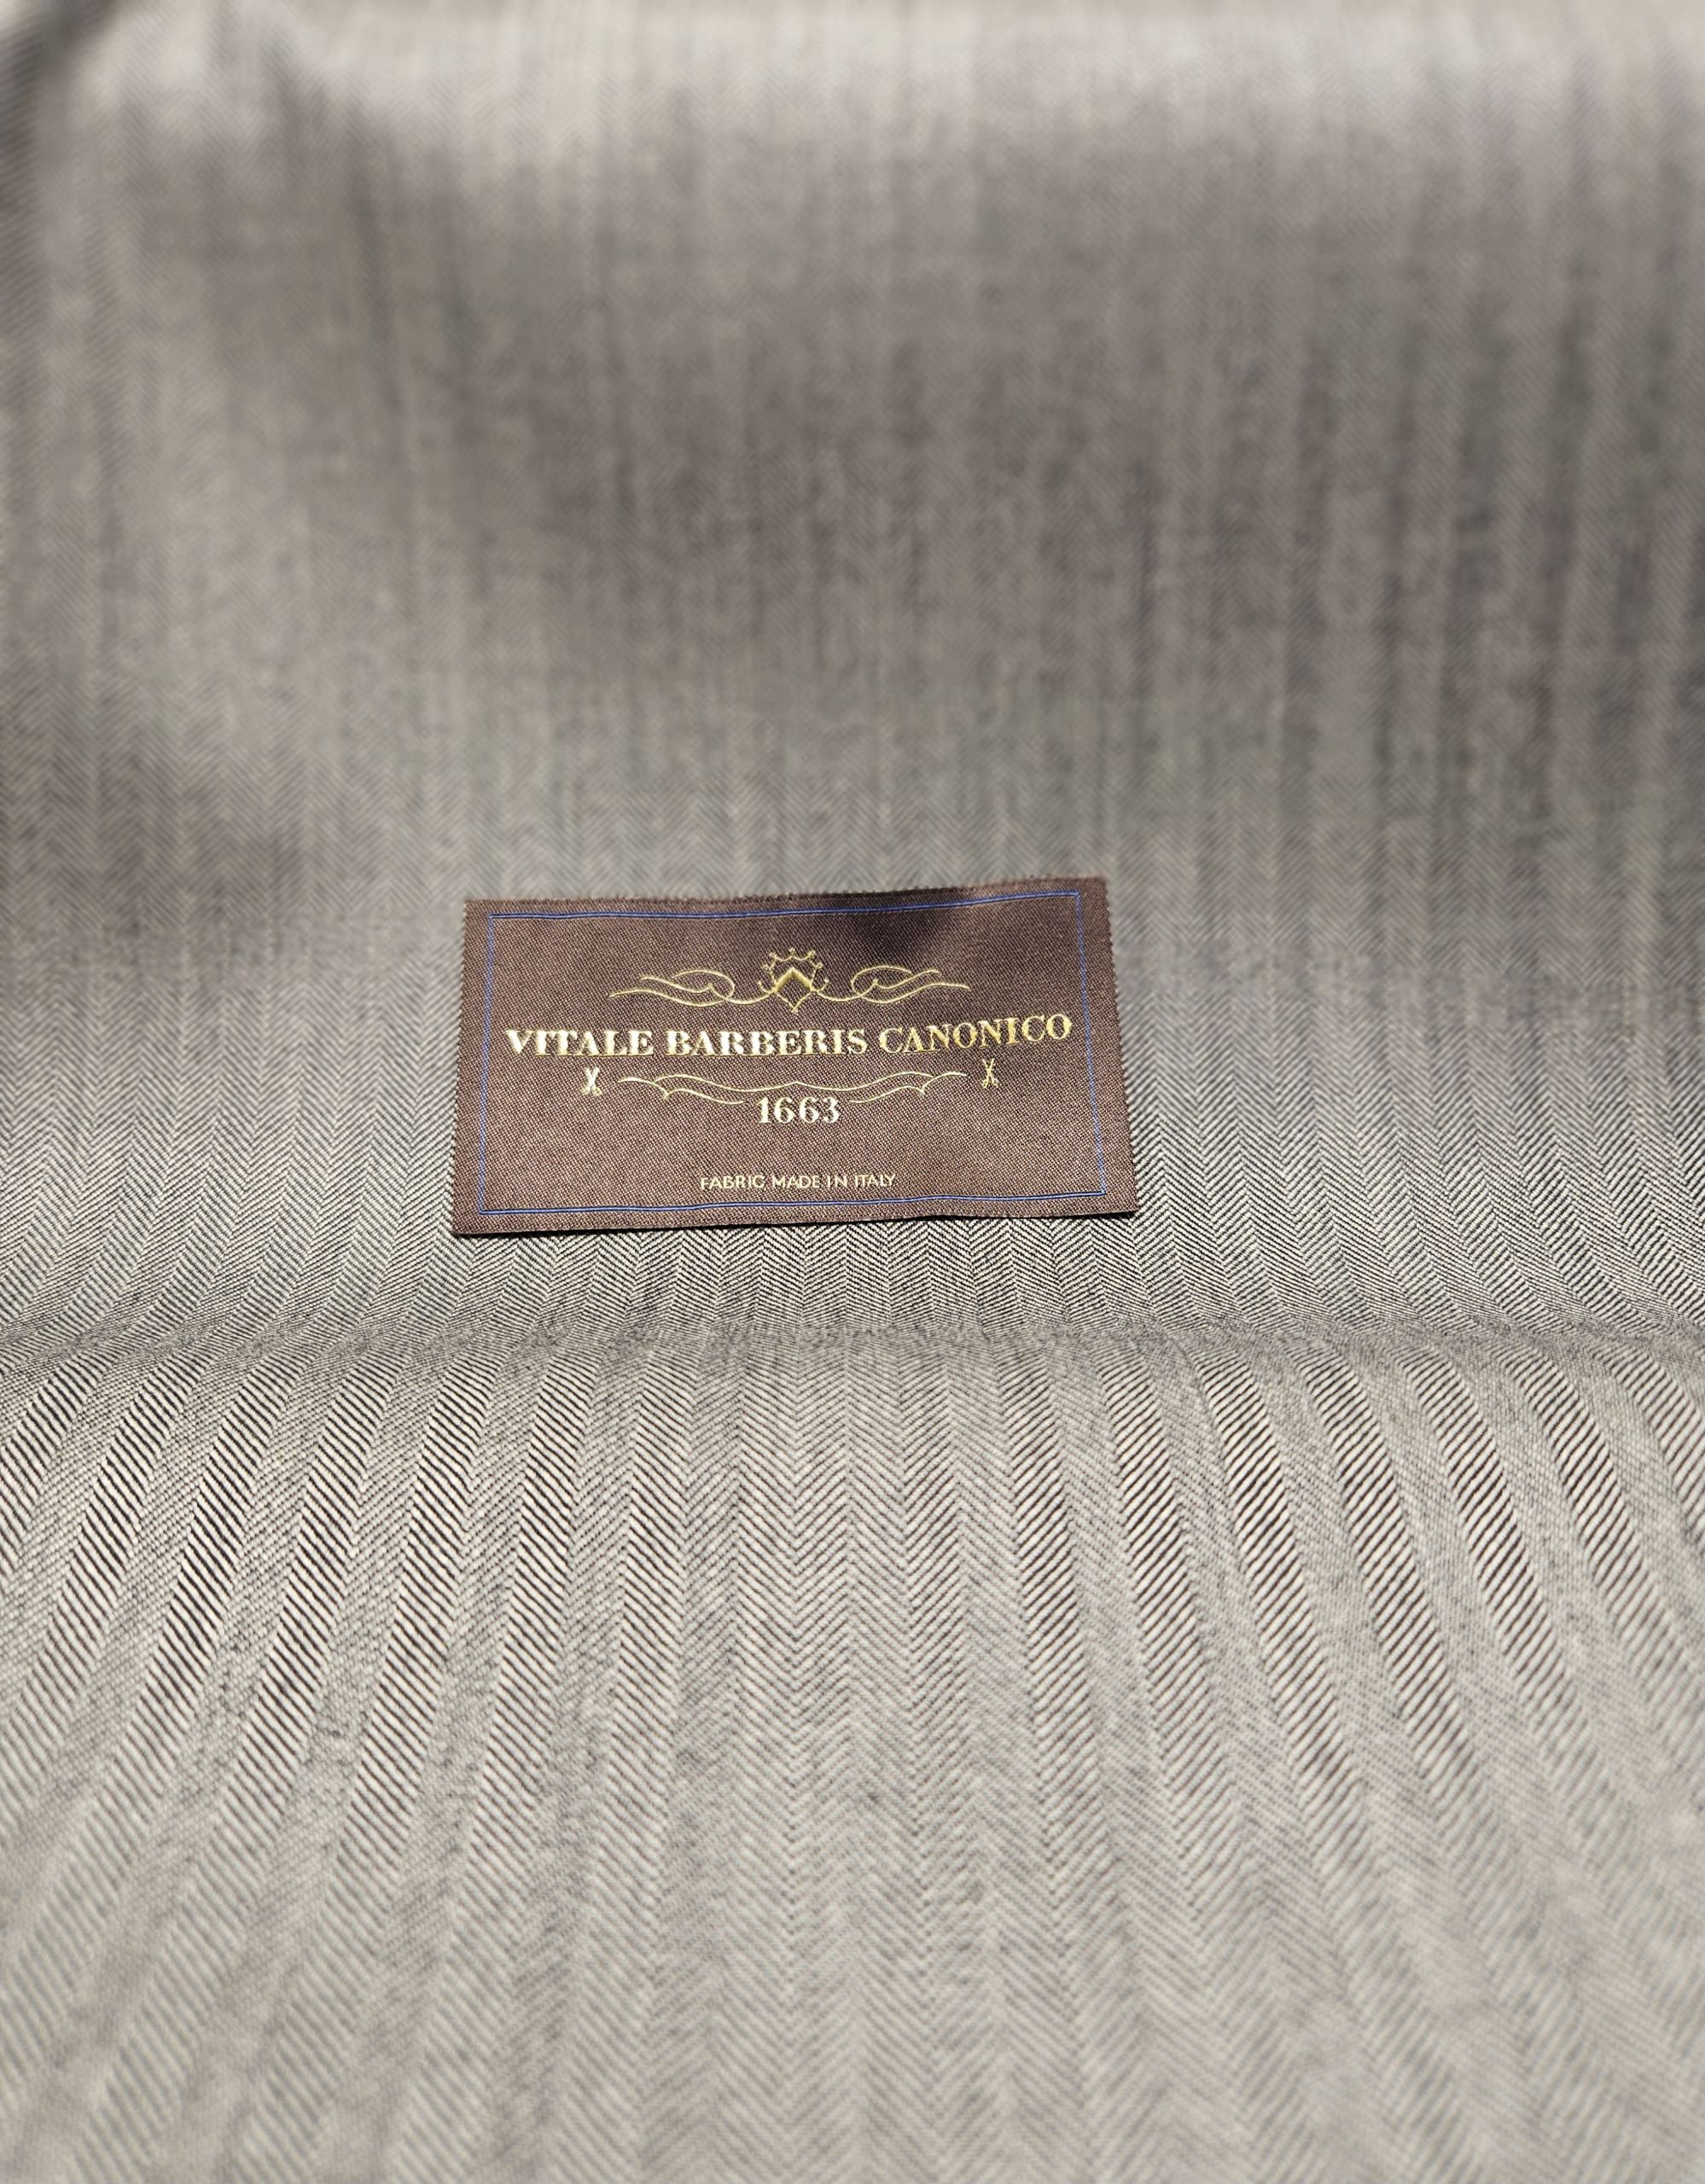 VITALE BARBERIS CANONICO
1663
FABRIC MADE IN ITALY